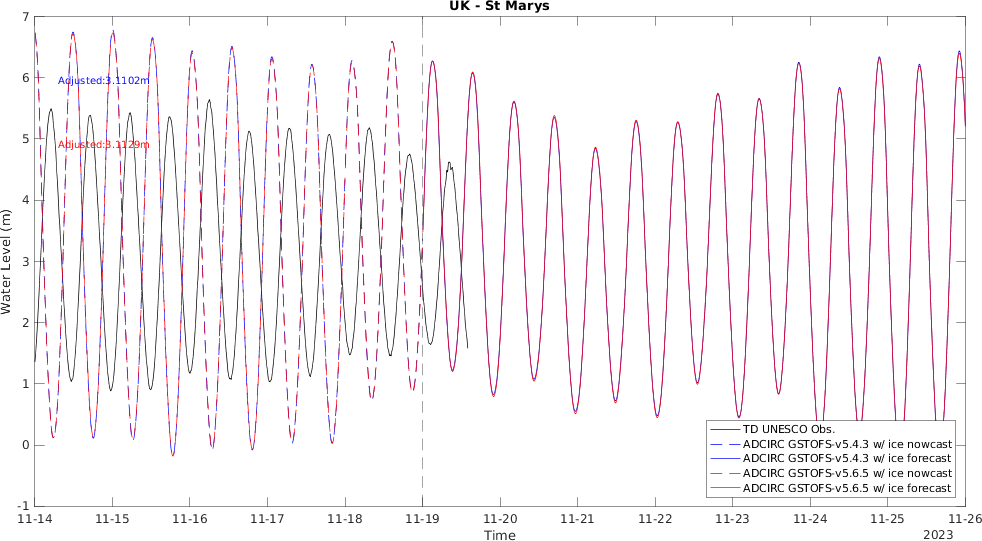 UK - St Marys
Water Level (m)
7
6
5
4
3
2
1
0
-1
Adjusted:3.1102m
Adjusted:3.1129m
TD UNESCO Obs.
ADCIRC GSTOFS-v5.4.3 w/ ice nowcast
ADCIRC GSTOFS-v5.4.3 w/ ice forecast
ADCIRC GSTOFS-v5.6.5 w/ ice nowcast
ADCIRC GSTOFS-v5.6.5 w/ ice forecast
11-14 11-15 11-16 11-17 11-18 11-19 11-20 11-21 11-22 11-23 11-24 11-25 11-26
Time
2023